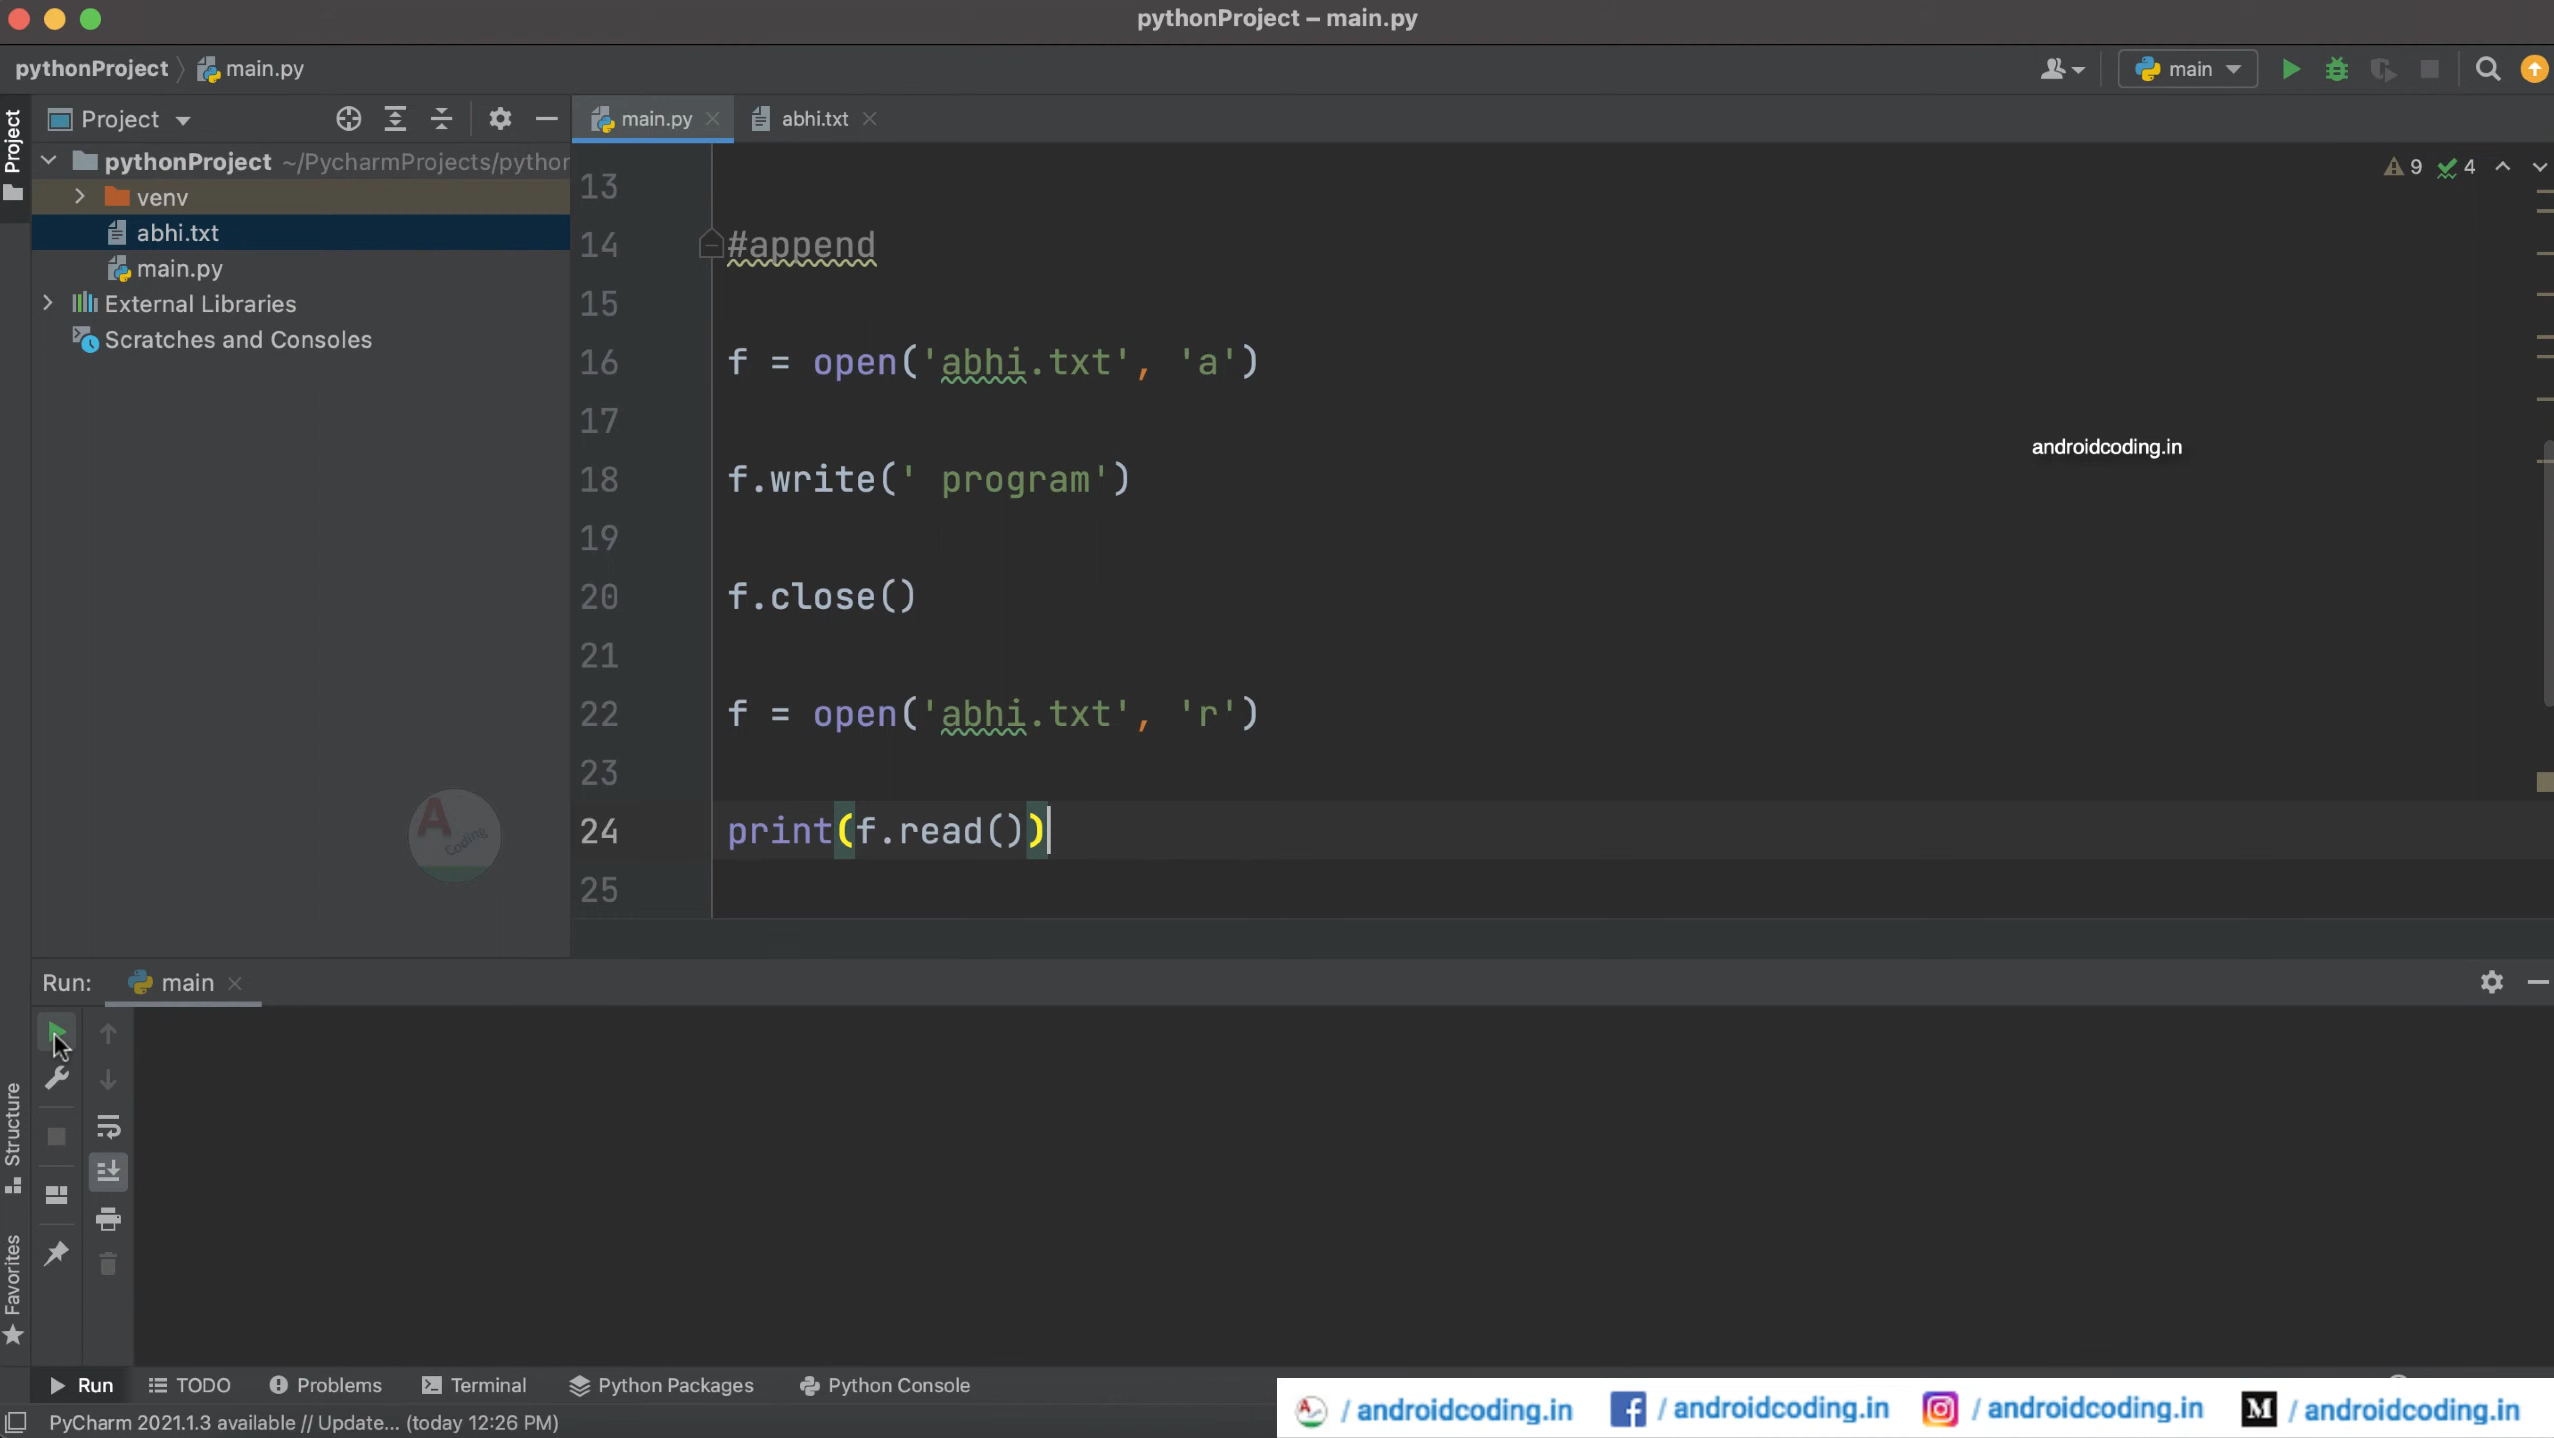 pythonProject – main.py
pythonProject 〉 main.py
main
Project
main.py
abhi.txt
Project
pythonProject ~/PycharmProjects/python
venv
abhi.txt
main.py
External Libraries
Scratches and Consoles
9 4
13
14 #append
15
16 f = open('abhi.txt', 'a')
17
18 f.write(' program')
19
20 f.close()
21
22 f = open('abhi.txt', 'r')
23
24 print(f.read())
25
androidcoding.in
A Coding
Run: main
Structure
Favorites
Run
TODO
Problems
Terminal
Python Packages
Python Console
PyCharm 2021.1.3 available // Update... (today 12:26 PM)
/ androidcoding.in
/ androidcoding.in
/ androidcoding.in
M / androidcoding.in